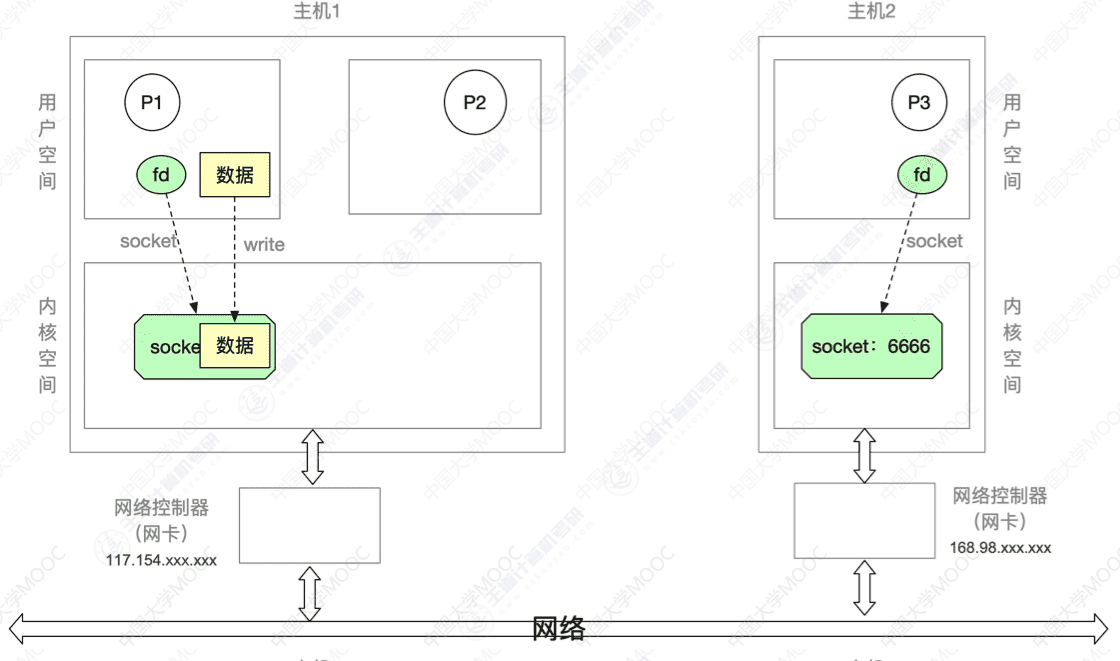 主机1
主机2
P1
P2
P3
用户空间
用户空间
fd
数据
fd
socket
write
socket
内核空间
内核空间
socke
数据
socket：6666
网络控制器
（网卡）
117.154.xxx.xxx
网络控制器
（网卡）
168.98.xxx.xxx
网络
中国大学MOOC
王道计算机考研